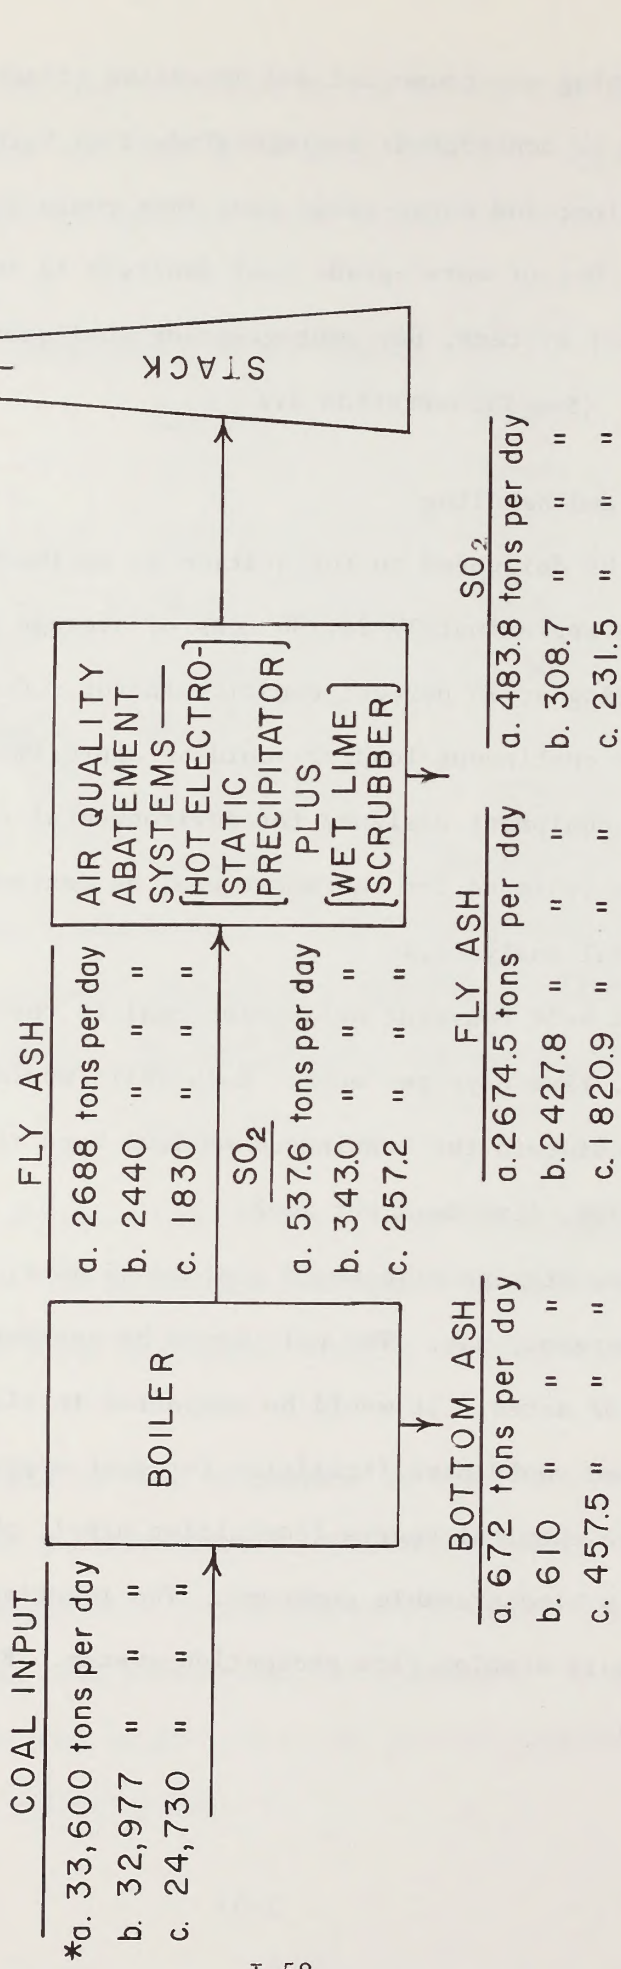 COAL INPUT
*a. 33,600 tons per day
b. 32,977 " " "
c. 24,730 " " "
BOILER
BOTTOM ASH
a. 672 tons per day
b. 610 " " "
c. 457.5 " " "
FLY ASH
a. 2688 tons per day
b. 2440 " " "
c. 1830 " " "
SO2
a. 537.6 tons per day
b. 343.0 " " "
c. 257.2 " " "
AIR QUALITY
ABATEMENT
SYSTEMS —
[HOT ELECTRO-
STATIC
PRECIPITATOR]
PLUS
[WET LIME
SCRUBBER]
FLY ASH
a. 2674.5 tons per day
b. 2427.8 " " "
c. 1820.9 " " "
SO2
a. 483.8 tons per day
b. 308.7 " " "
c. 231.5 " " "
STACK